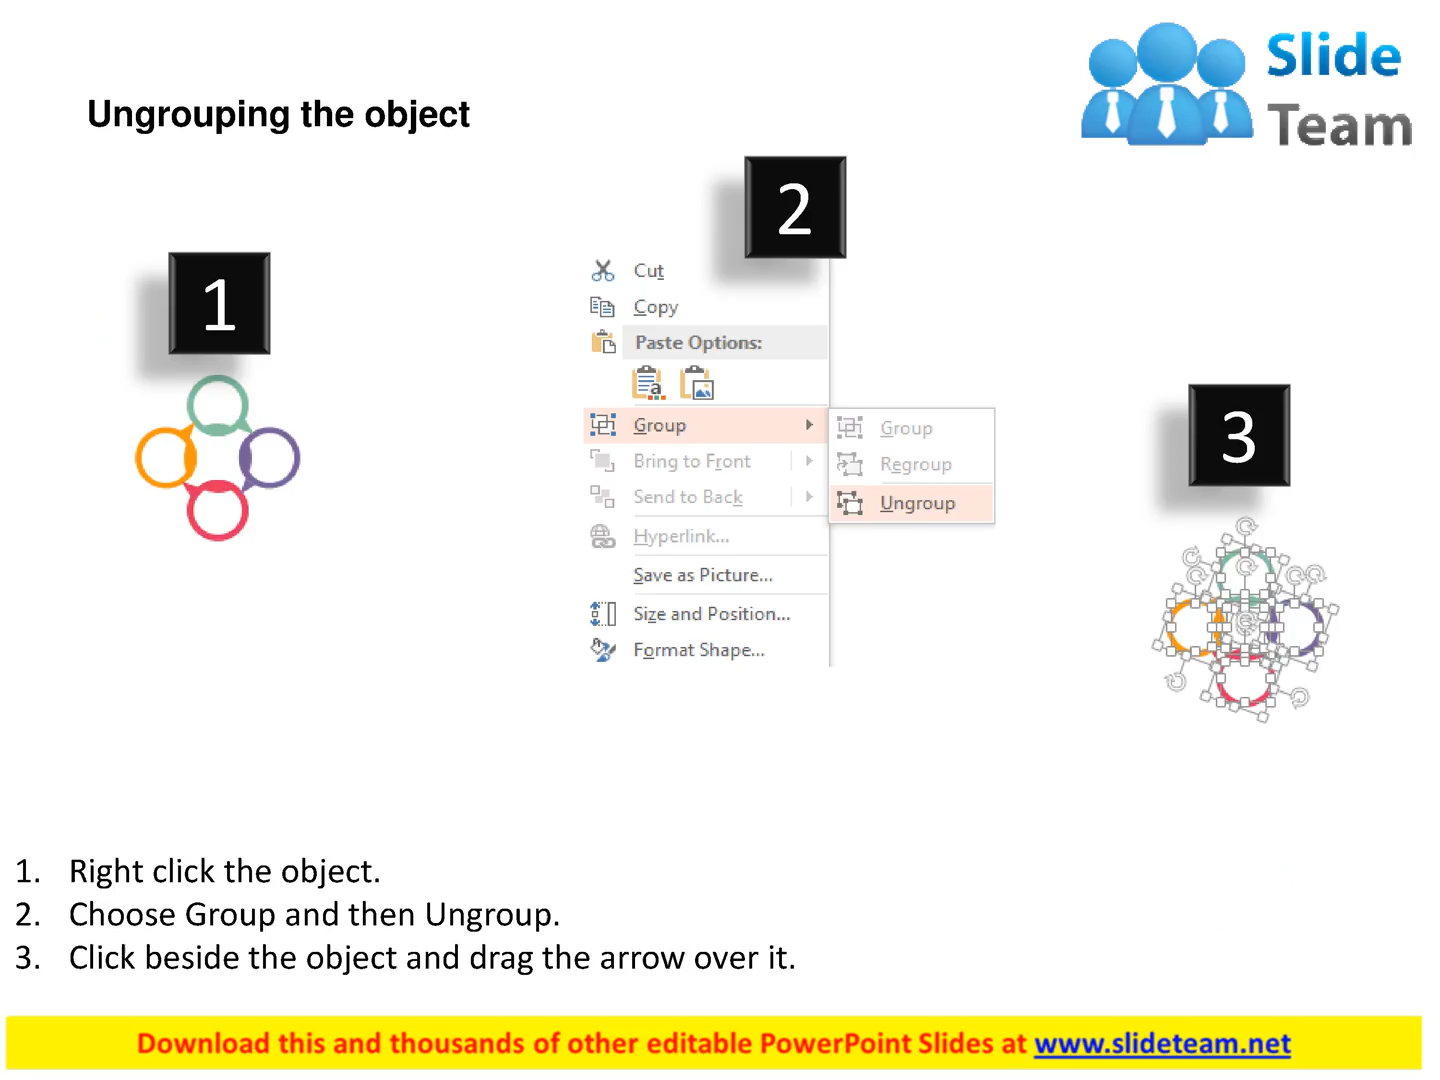 Slide
Team
Ungrouping the object
1
2
3
Cut
Copy
Paste Options:
Group
Bring to Front
Send to Back
Hyperlink...
Save as Picture...
Size and Position...
Format Shape...
Group
Regroup
Ungroup
1. Right click the object.
2. Choose Group and then Ungroup.
3. Click beside the object and drag the arrow over it.
Download this and thousands of other editable PowerPoint Slides at www.slideteam.net